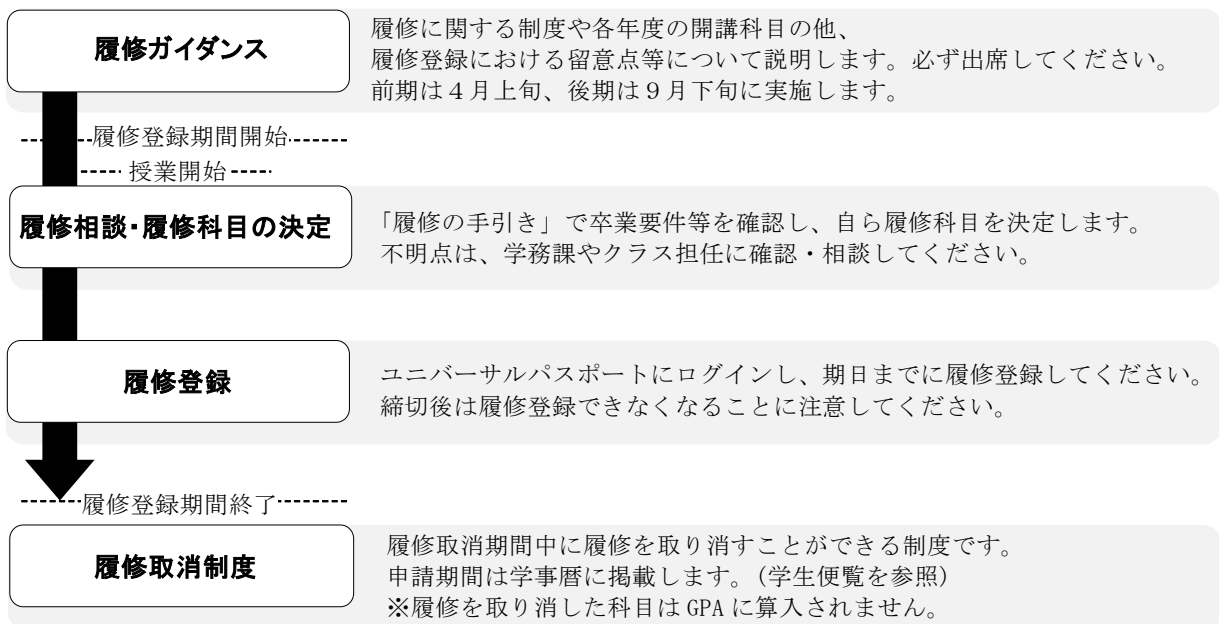 履修ガイダンス
履修に関する制度や各年度の開講科目の他、
履修登録における留意点等について説明します。必ず出席してください。
前期は４月上旬、後期は９月下旬に実施します。
履修登録期間開始
授業開始
履修相談・履修科目の決定
「履修の手引き」で卒業要件等を確認し、自ら履修科目を決定します。
不明点は、学務課やクラス担任に確認・相談してください。
履修登録
ユニバーサルパスポートにログインし、期日までに履修登録してください。
締切後は履修登録できなくなることに注意してください。
履修登録期間終了
履修取消制度
履修取消期間中に履修を取り消すことができる制度です。
申請期間は学事暦に掲載します。(学生便覧を参照)
※履修を取り消した科目は GPA に算入されません。